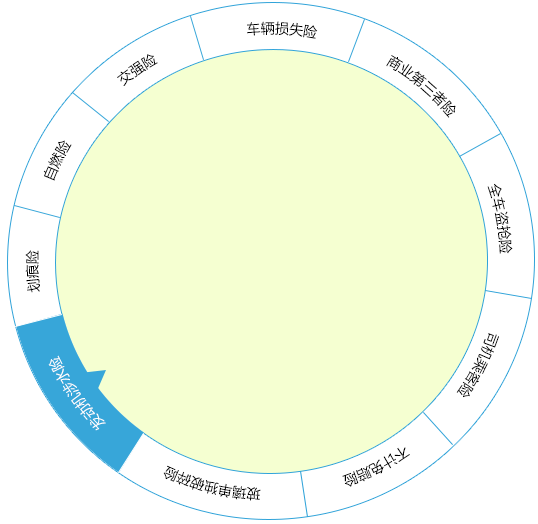 车辆损失险
商业第三者险
全车盗抢险
司机乘客险
不计免赔险
玻璃单独破碎险
发动机涉水险
划痕险
自燃险
交强险